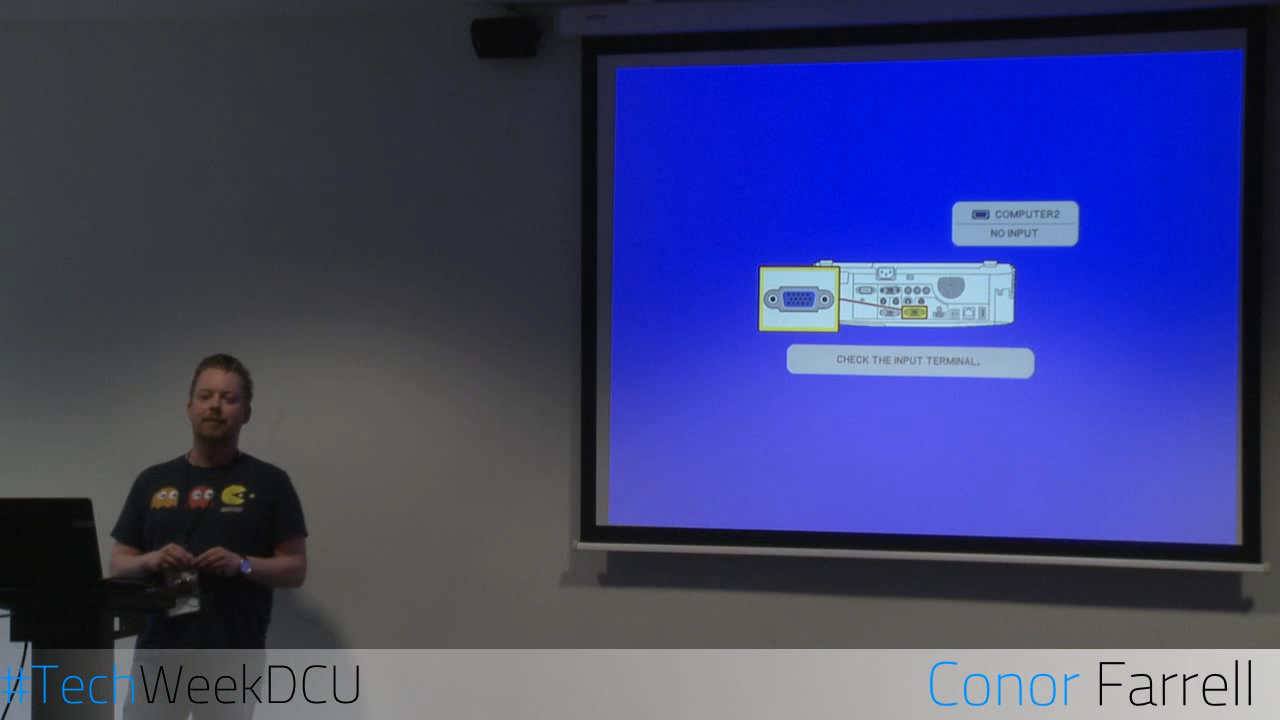 COMPUTER2
NO INPUT
CHECK THE INPUT TERMINAL.
#TechWeekDCU
Conor Farrell